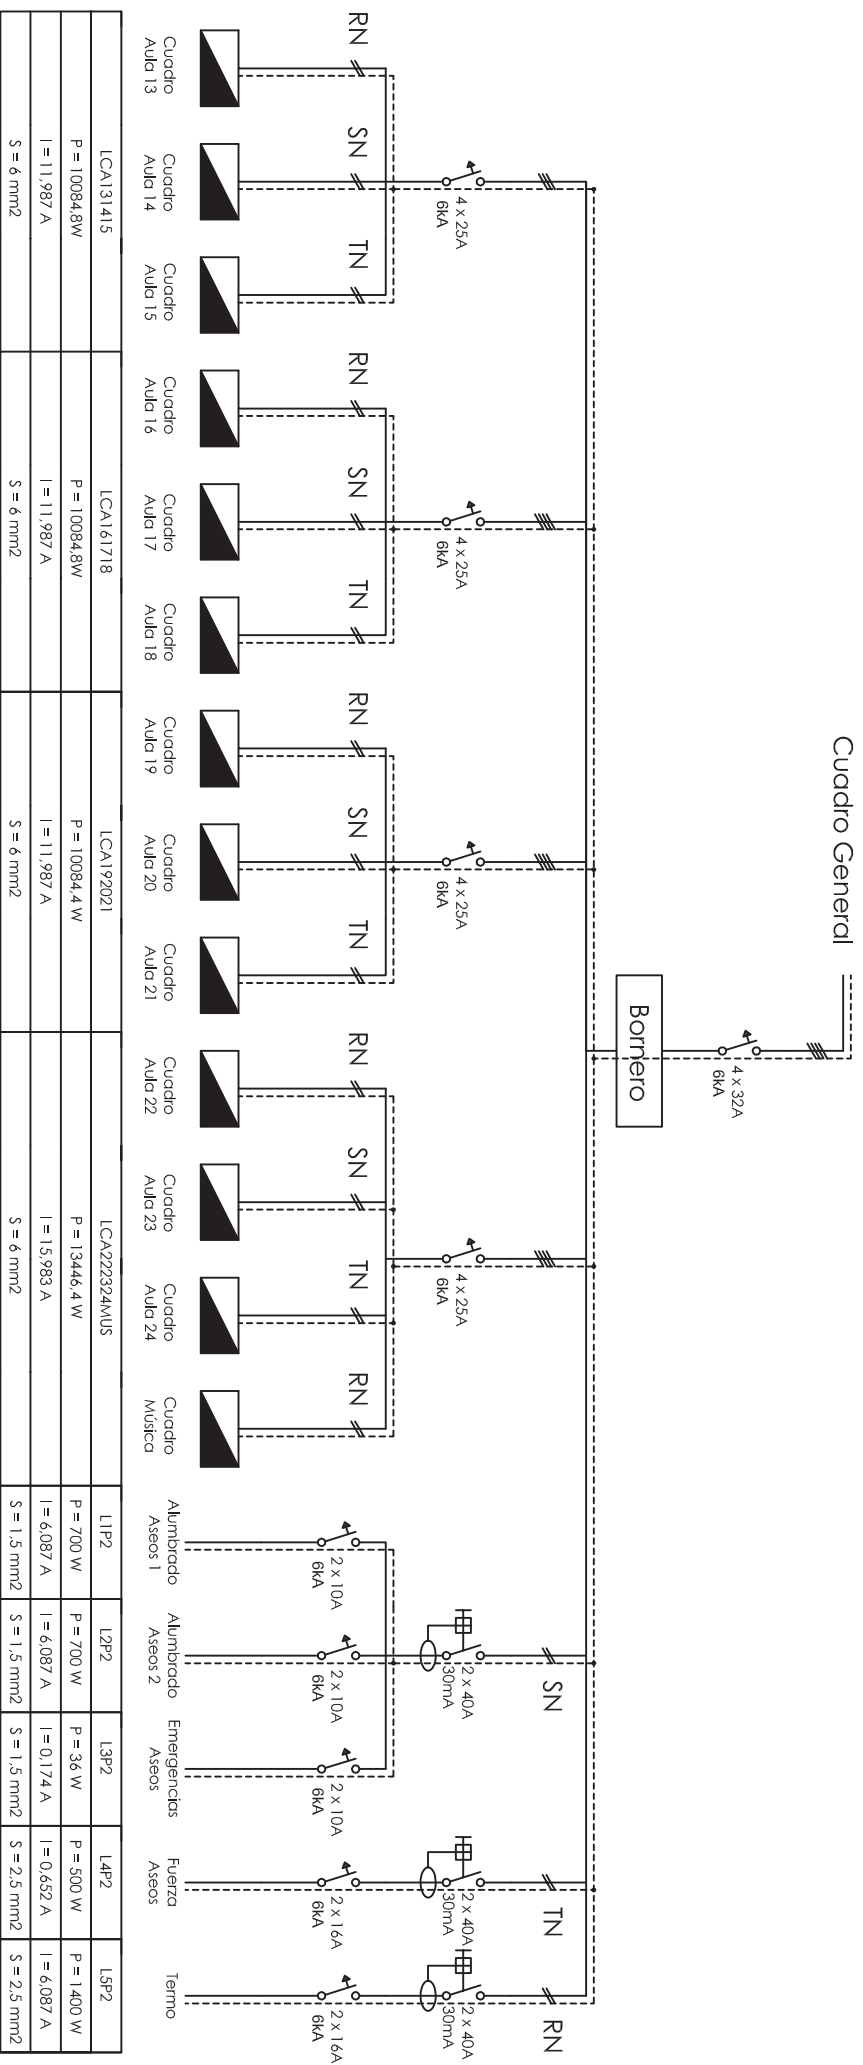 Cuadro General
4 x 32A
6kA
Bornero
4 x 25A
6kA
4 x 25A
6kA
4 x 25A
6kA
4 x 25A
6kA
SN
2 x 40A
30mA
TN
2 x 40A
30mA
RN
2 x 40A
30mA
RN
SN
TN
RN
SN
TN
RN
SN
TN
RN
SN
TN
RN
2 x 10A
6kA
2 x 10A
6kA
2 x 10A
6kA
2 x 16A
6kA
2 x 16A
6kA
Cuadro
Aula 13
Cuadro
Aula 14
Cuadro
Aula 15
Cuadro
Aula 16
Cuadro
Aula 17
Cuadro
Aula 18
Cuadro
Aula 19
Cuadro
Aula 20
Cuadro
Aula 21
Cuadro
Aula 22
Cuadro
Aula 23
Cuadro
Aula 24
Cuadro
Música
Alumbrado
Aseos 1
Alumbrado
Aseos 2
Emergencias
Aseos
Fuerza
Aseos
Termo
LCA131415
P = 10084,8W
I = 11,987 A
S = 6 mm2
LCA161718
P = 10084,8W
I = 11,987 A
S = 6 mm2
LCA192021
P = 10084,4 W
I = 11,987 A
S = 6 mm2
LCA222324MUS
P = 13446,4 W
I = 15,983 A
S = 6 mm2
L1P2
P = 700 W
I = 6,087 A
S = 1,5 mm2
L2P2
P = 700 W
I = 6,087 A
S = 1,5 mm2
L3P2
P = 36 W
I = 0,174 A
S = 1,5 mm2
L4P2
P = 500 W
I = 0,652 A
S = 2,5 mm2
L5P2
P = 1400 W
I = 6,087 A
S = 2,5 mm2